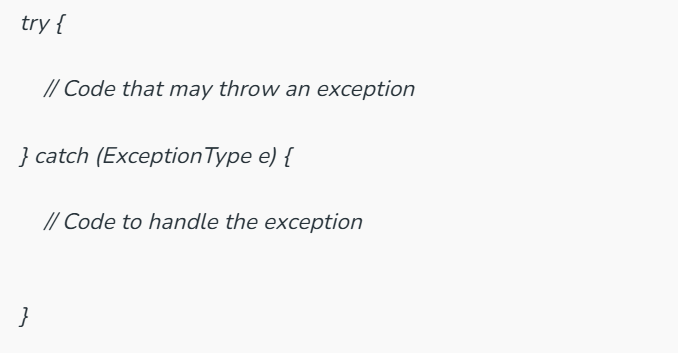 try {
// Code that may throw an exception
} catch (ExceptionType e) {
// Code to handle the exception
}